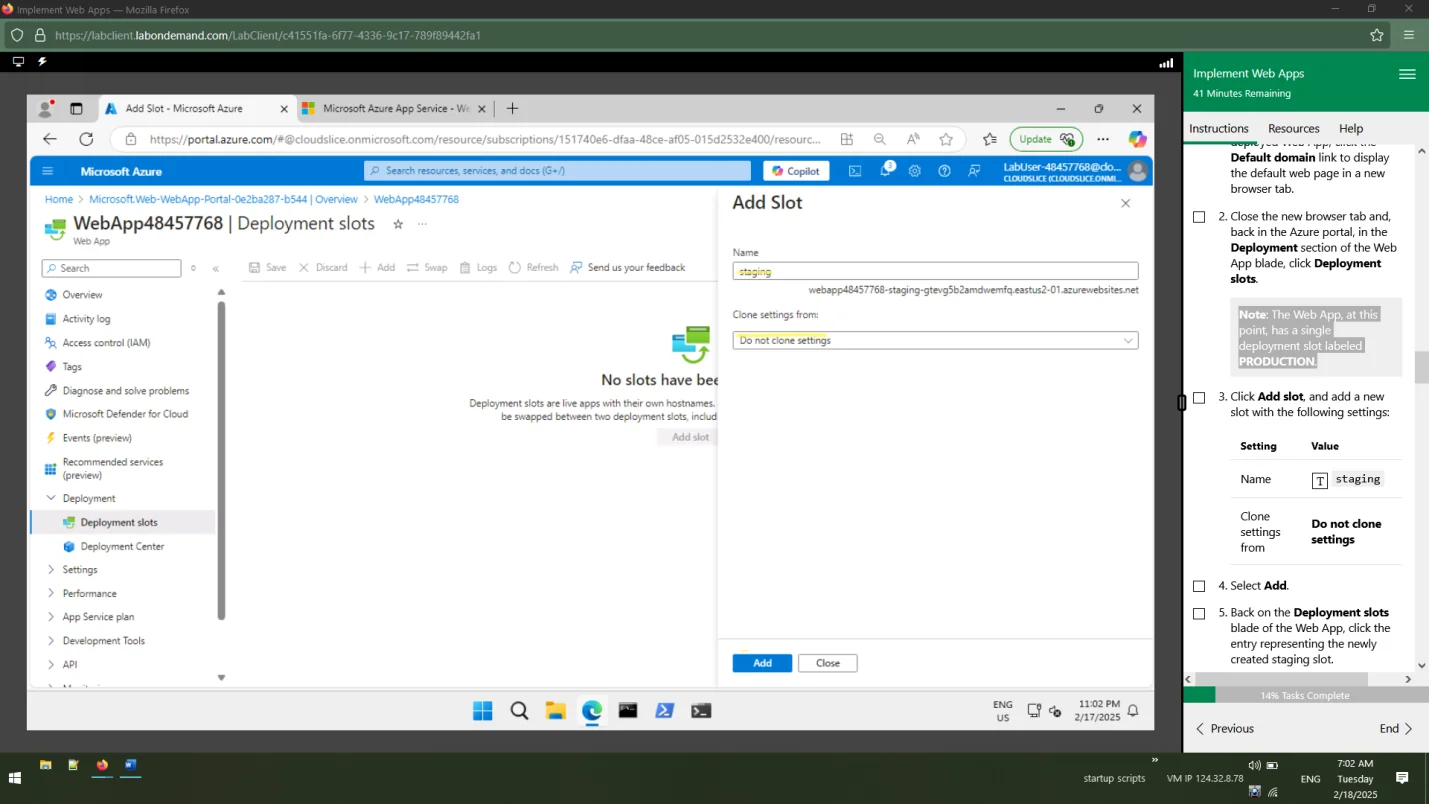 Implement Web Apps — Mozilla Firefox
https://labclient.labondemand.com/LabClient/c41551fa-6f77-4336-9c17-789f89442fa1
Add Slot - Microsoft Azure
Microsoft Azure App Service - We
https://portal.azure.com/#@cloudslice.onmicrosoft.com/resource/subscriptions/151740e6-dfaa-48ce-af05-015d2532e400/resourc...
Update
Microsoft Azure
Search resources, services, and docs (G+/)
Copilot
3
LabUser-48457768@clo...
CLOUDSLICE (CLOUDSLICE.ONMI...
Home > Microsoft.Web-WebApp-Portal-0e2ba287-b544 | Overview > WebApp48457768
WebApp48457768 | Deployment slots
Web App
Search
Save
Discard
Add
Swap
Logs
Refresh
Send us your feedback
Overview
Activity log
Access control (IAM)
Tags
Diagnose and solve problems
Microsoft Defender for Cloud
Events (preview)
Recommended services
(preview)
Deployment
Deployment slots
Deployment Center
Settings
Performance
App Service plan
Development Tools
API
No slots have bee
Deployment slots are live apps with their own hostnames.
be swapped between two deployment slots, includ
Add slot
Add Slot
Name
staging
webapp48457768-staging-gtevg5b2amdwemfq.eastus2-01.azurewebsites.net
Clone settings from:
Do not clone settings
Add
Close
ENG
US
11:02 PM
2/17/2025
Implement Web Apps
41 Minutes Remaining
Instructions
Resources
Help
deployed Web App, click the
Default domain link to display
the default web page in a new
browser tab.
2. Close the new browser tab and,
back in the Azure portal, in the
Deployment section of the Web
App blade, click Deployment
slots.
Note: The Web App, at this
point, has a single
deployment slot labeled
PRODUCTION.
3. Click Add slot, and add a new
slot with the following settings:
Setting Value
Name T staging
Clone
settings
from
Do not clone
settings
4. Select Add.
5. Back on the Deployment slots
blade of the Web App, click the
entry representing the newly
created staging slot.
14% Tasks Complete
Previous
End
startup scripts
VM IP 124.32.8.78
ENG
7:02 AM
Tuesday
2/18/2025